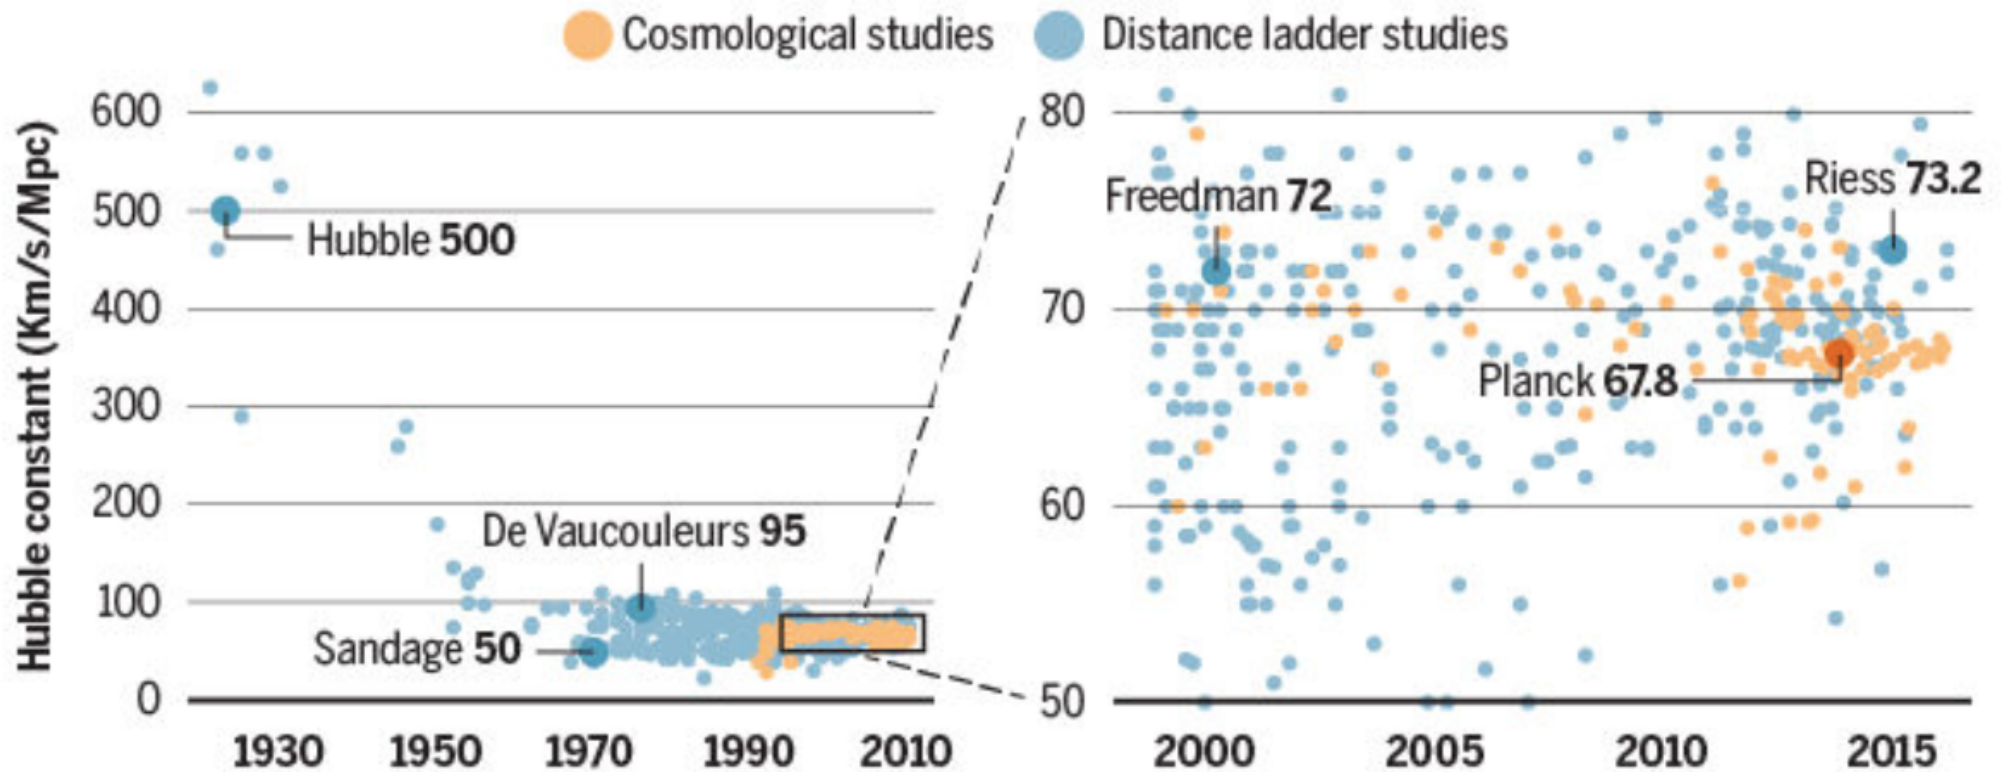 Cosmological studies
Distance ladder studies
Hubble constant (Km/s/Mpc)
600
500
400
300
200
100
0
Hubble 500
De Vaucouleurs 95
Sandage 50
1930 1950 1970 1990 2010
80
70
60
50
Freedman 72
Riess 73.2
Planck 67.8
2000 2005 2010 2015